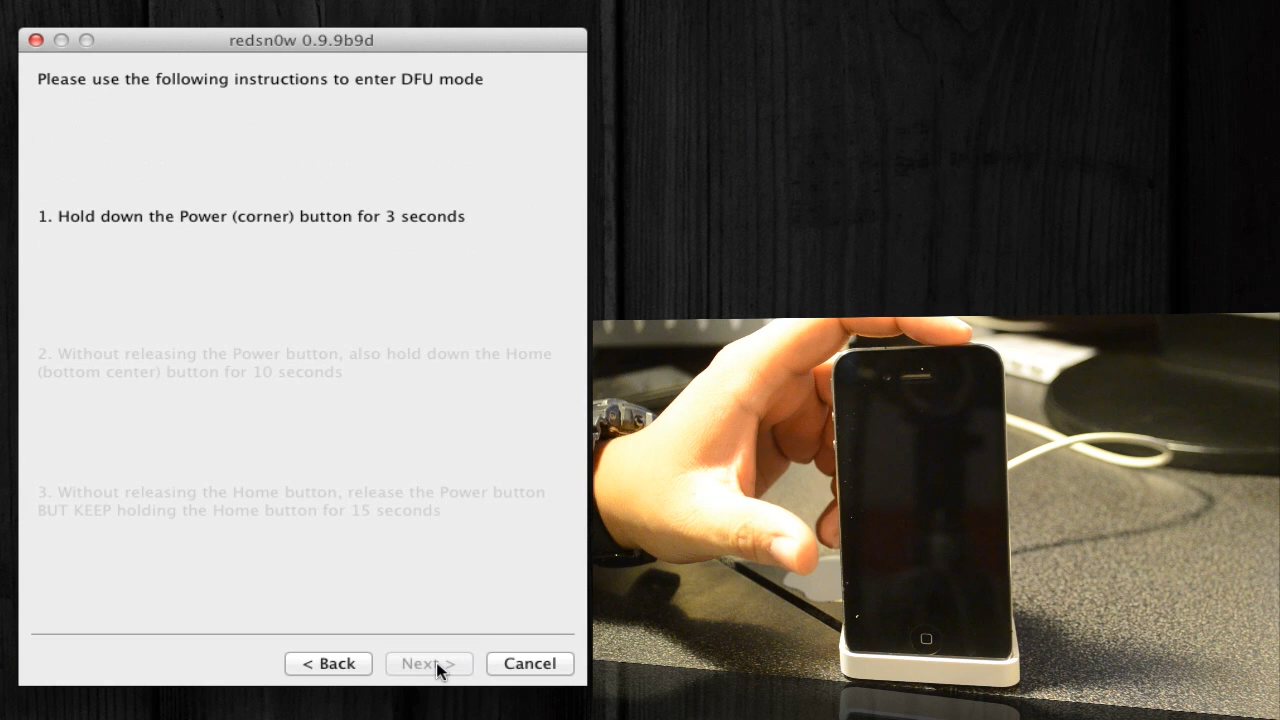 redsn0w 0.9.9b9d
Please use the following instructions to enter DFU mode
1. Hold down the Power (corner) button for 3 seconds
2. Without releasing the Power button, also hold down the Home
(bottom center) button for 10 seconds
3. Without releasing the Home button, release the Power button
BUT KEEP holding the Home button for 15 seconds
< Back
Next >
Cancel